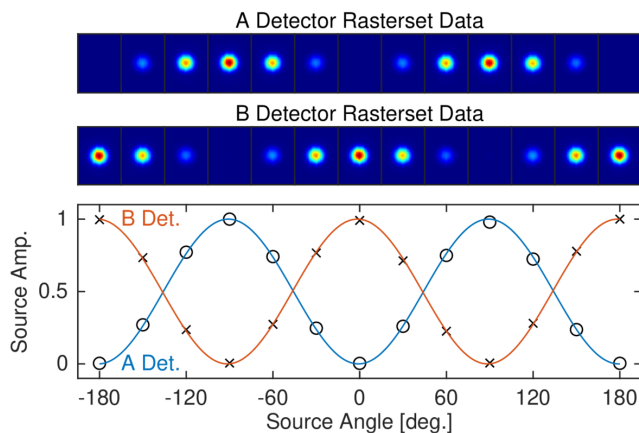 A Detector Rasterset Data
B Detector Rasterset Data
1
B Det.
Source Amp.
0.5
A Det.
0
-180 -120 -60 0 60 120 180
Source Angle [deg.]